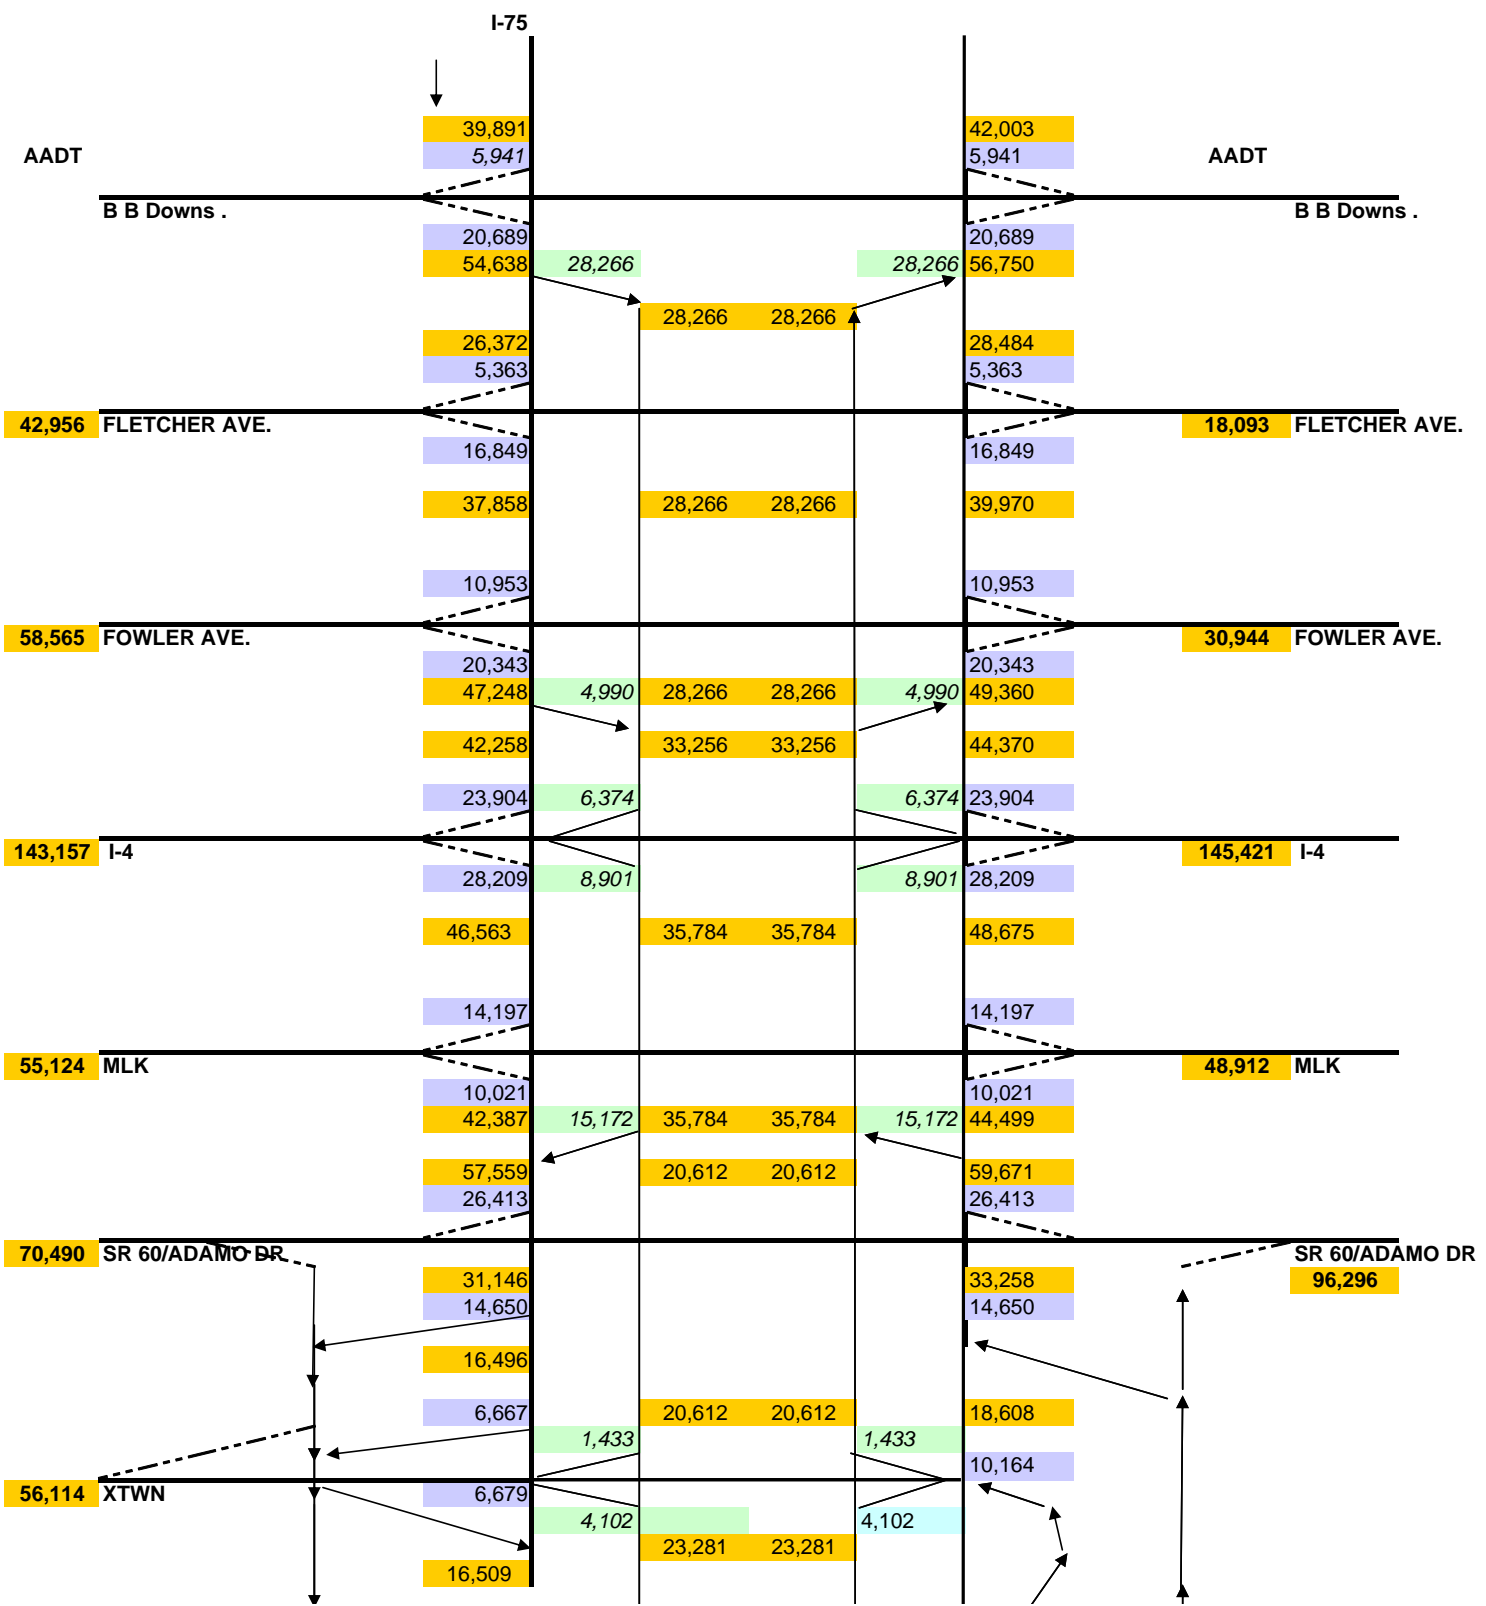 I-75
39,891 42,003
AADT 5,941 5,941 AADT
B B Downs . B B Downs .
20,689 20,689
54,638 28,266 28,266 56,750
28,266 28,266
26,372 28,484
5,363 5,363
42,956 FLETCHER AVE. 18,093 FLETCHER AVE.
16,849 16,849
37,858 28,266 28,266 39,970
10,953 10,953
58,565 FOWLER AVE. 30,944 FOWLER AVE.
20,343 20,343
47,248 4,990 28,266 28,266 4,990 49,360
42,258 33,256 33,256 44,370
23,904 6,374 6,374 23,904
143,157 I-4 145,421 I-4
28,209 8,901 8,901 28,209
46,563 35,784 35,784 48,675
14,197 14,197
55,124 MLK 48,912 MLK
10,021 10,021
42,387 15,172 35,784 35,784 15,172 44,499
57,559 20,612 20,612 59,671
26,413 26,413
70,490 SR 60/ADAMO DR SR 60/ADAMO DR
31,146 33,258 96,296
14,650 14,650
16,496
6,667 20,612 20,612 18,608
1,433 1,433
10,164
56,114 XTWN 6,679
4,102 4,102
23,281 23,281
16,509